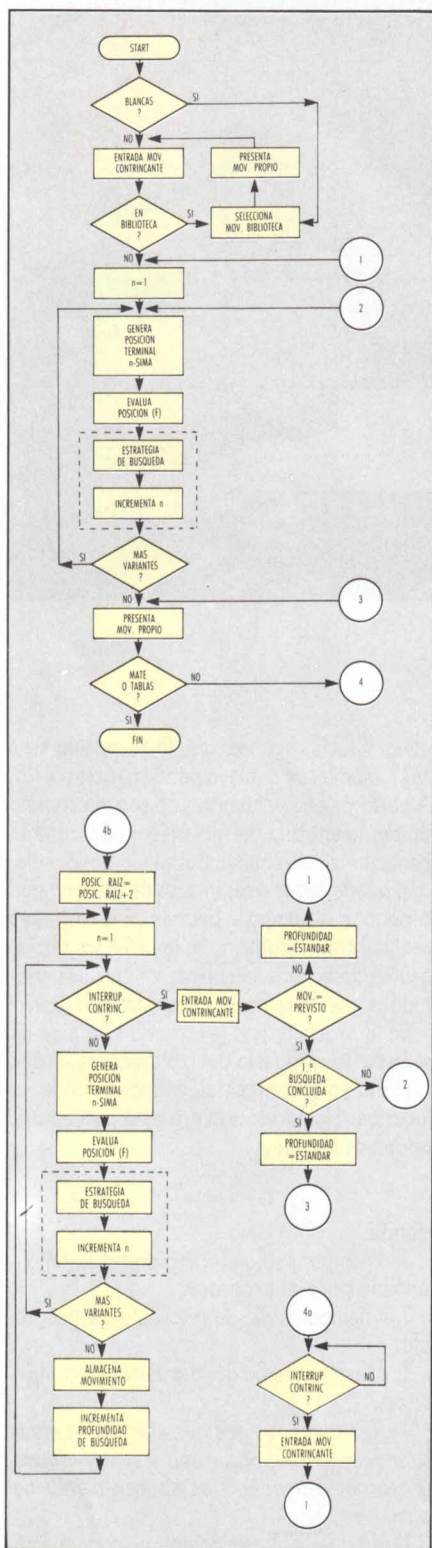 START
BLANCAS
?
SI
NO
ENTRADA MOV.
CONTRINCANTE
PRESENTA
MOV. PROPIO
EN
BIBLIOTECA
?
SI
SELECCIONA
MOV. BIBLIOTECA
NO
1
n=1
2
GENERA
POSICION
TERMINAL
n-SIMA
EVALUA
POSICION (F)
ESTRATEGIA
DE BUSQUEDA
INCREMENTA n
SI
MAS
VARIANTES
?
NO
3
PRESENTA
MOV. PROPIO
MATE
O TABLAS
?
NO
4
SI
FIN
4b
POSIC. RAIZ=
POSIC. RAIZ+2
n=1
INTERRUP.
CONTRINC.
?
SI
ENTRADA MOV.
CONTRINCANTE
MOV.=
PREVISTO
?
NO
PROFUNDIDAD
=ESTANDAR
1
SI
1ª
BUSQUEDA
CONCLUIDA
?
NO
2
SI
PROFUNDIDAD
=ESTANDAR
3
NO
GENERA
POSICION
TERMINAL
n-SIMA
EVALUA
POSICION (F)
ESTRATEGIA
DE BUSQUEDA
INCREMENTA n
SI
MAS
VARIANTES
?
NO
ALMACENA
MOVIMIENTO
INCREMENTA
PROFUNDIDAD
DE BUSQUEDA
4a
INTERRUP
CONTRINC
?
NO
SI
ENTRADA MOV.
CONTRINCANTE
1